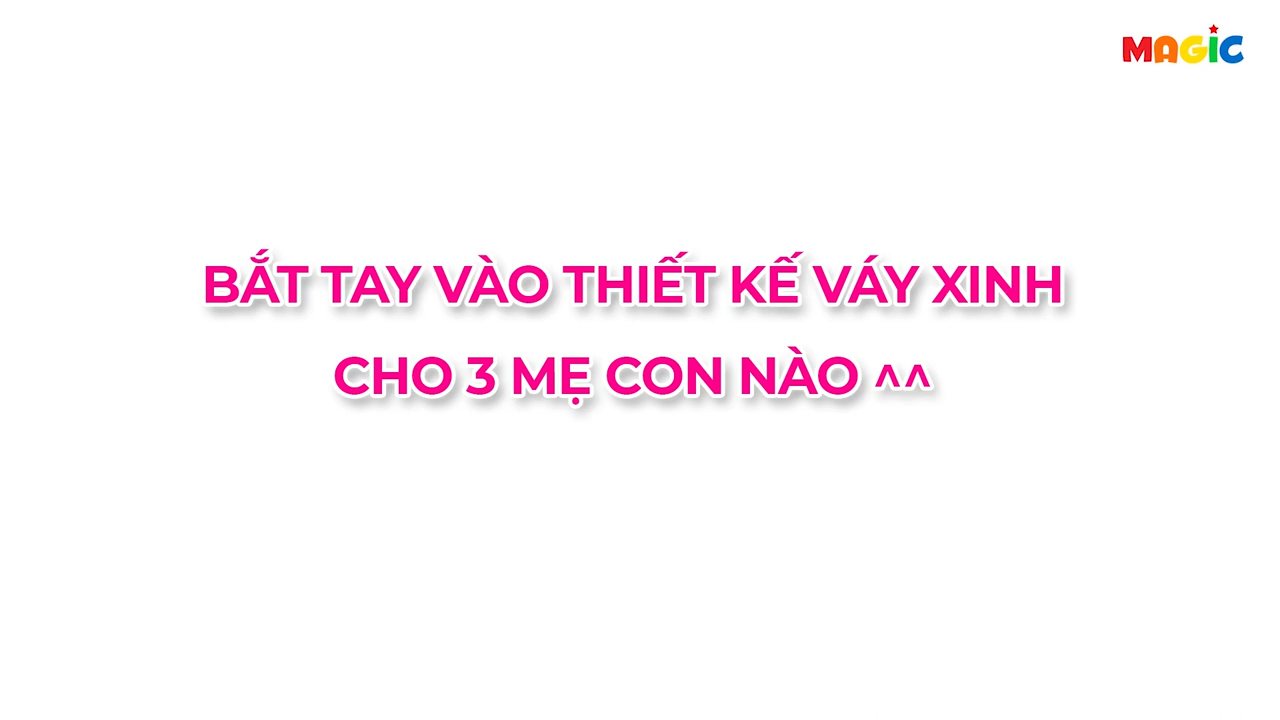 MAGIC
BẮT TAY VÀO THIẾT KẾ VÁY XINH
CHO 3 MẸ CON NÀO ^^